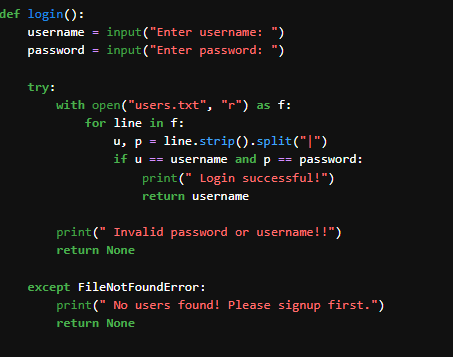 def login():
    username = input("Enter username: ")
    password = input("Enter password: ")

    try:
        with open("users.txt", "r") as f:
            for line in f:
                u, p = line.strip().split("|")
                if u == username and p == password:
                    print(" Login successful!")
                    return username

        print(" Invalid password or username!!")
        return None

    except FileNotFoundError:
        print(" No users found! Please signup first.")
        return None